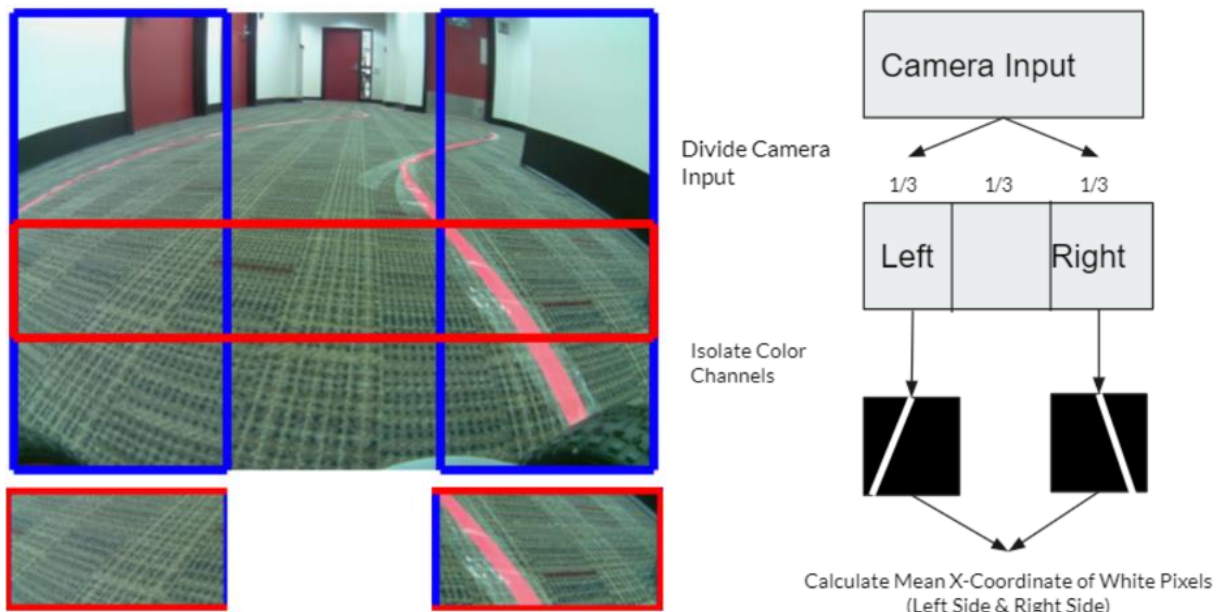 Camera Input
Divide Camera
Input
1/3 1/3 1/3
Left Right
Isolate Color
Channels
Calculate Mean X-Coordinate of White Pixels
(Left Side & Right Side)